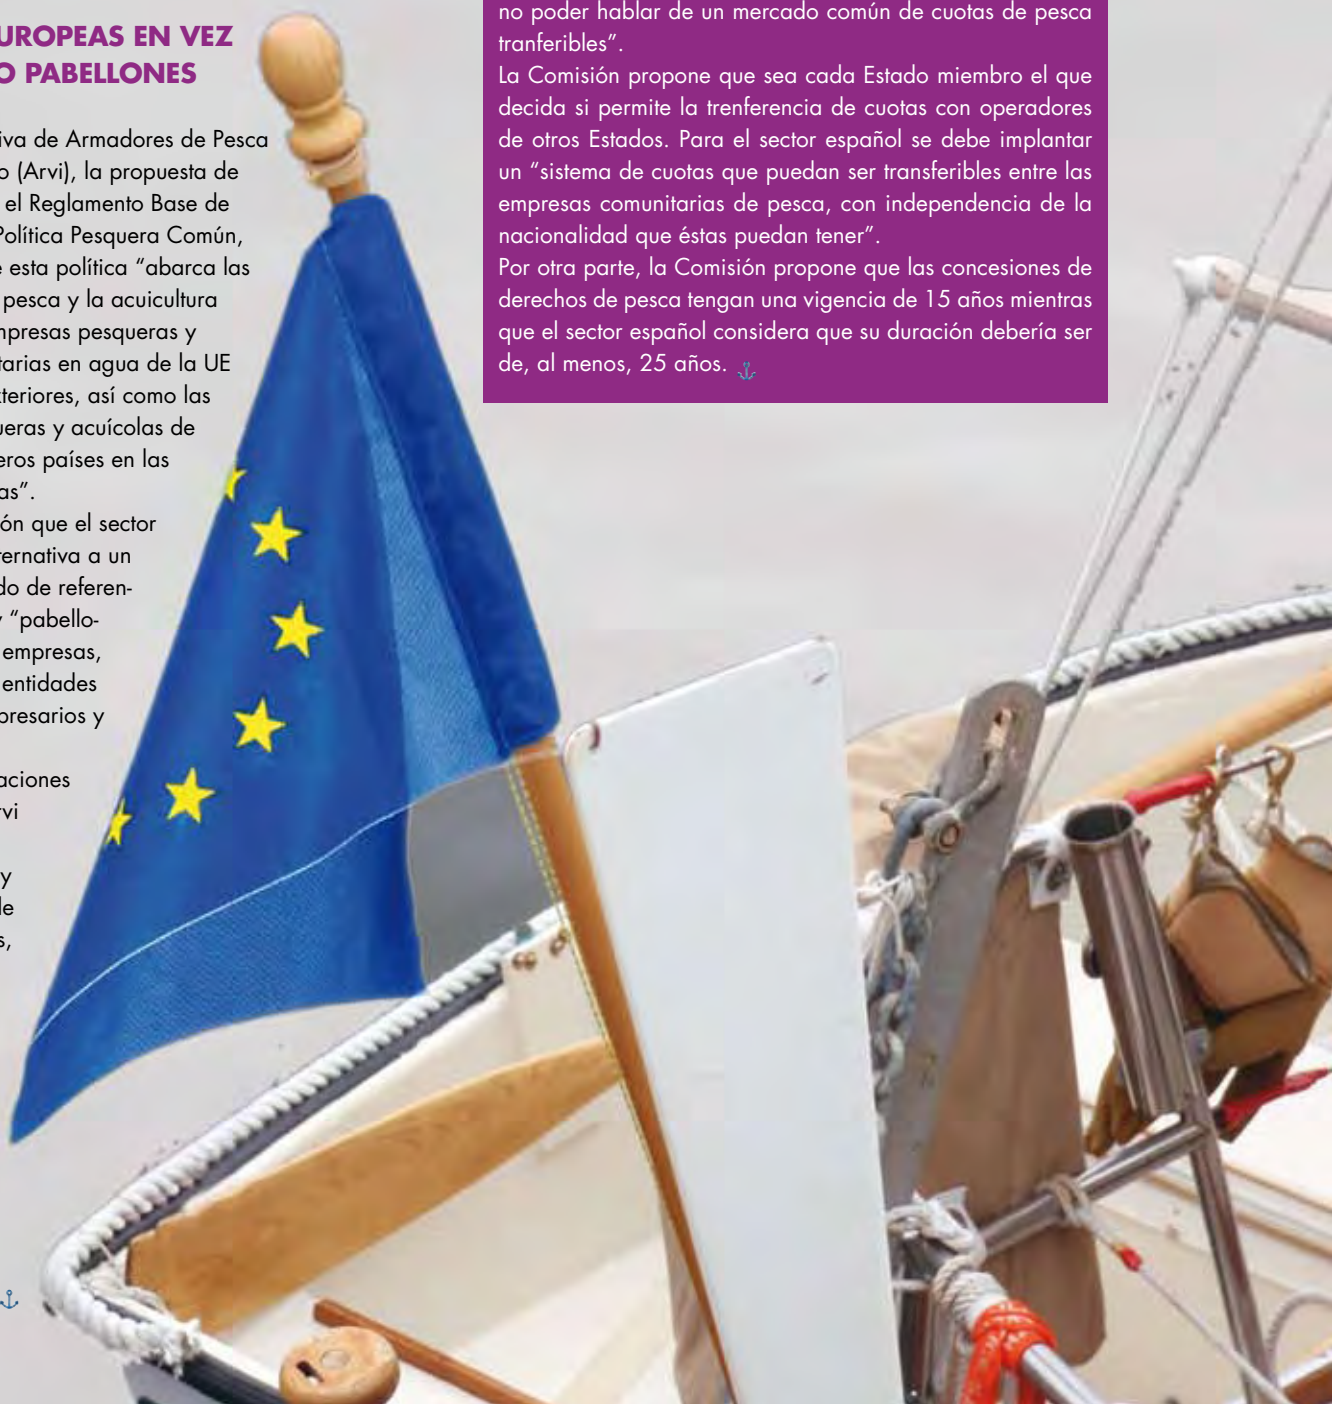 UROPEAS EN VEZ
O PABELLONES
iva de Armadores de Pesca
o (Arvi), la propuesta de
el Reglamento Base de
Política Pesquera Común,
e esta política “abarca las
pesca y la acuicultura
mpresas pesqueras y
tarias en agua de la UE
xteriores, así como las
ueras y acuícolas de
eros países en las
as”.
ón que el sector
ternativa a un
do de referen-
y “pabello-
empresas,
entidades
presarios y
aciones
rvi
y
le
s,
no poder hablar de un mercado común de cuotas de pesca
tranferibles”.
La Comisión propone que sea cada Estado miembro el que
decida si permite la trenferencia de cuotas con operadores
de otros Estados. Para el sector español se debe implantar
un “sistema de cuotas que puedan ser transferibles entre las
empresas comunitarias de pesca, con independencia de la
nacionalidad que éstas puedan tener”.
Por otra parte, la Comisión propone que las concesiones de
derechos de pesca tengan una vigencia de 15 años mientras
que el sector español considera que su duración debería ser
de, al menos, 25 años.